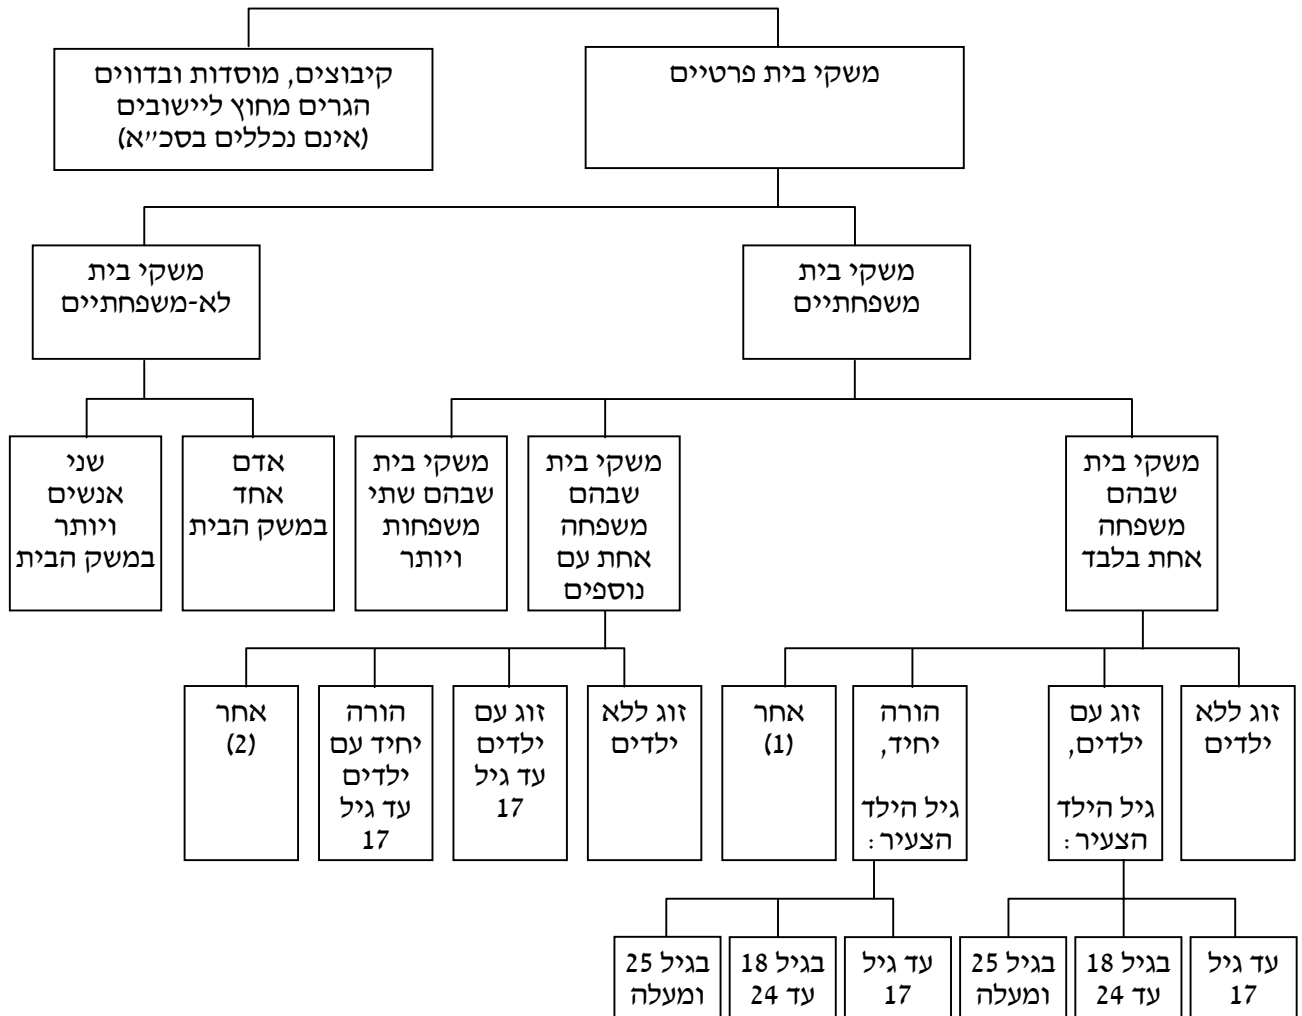 משקי בית פרטיים
קיבוצים, מוסדות ובדווים
הגרים מחוץ ליישובים
(אינם נכללים בסכ״א)
משקי בית
משפחתיים
משקי בית
לא-משפחתיים
משקי בית
שבהם
משפחה
אחת בלבד
משקי בית
שבהם
משפחה
אחת עם
נוספים
משקי בית
שבהם שתי
משפחות
ויותר
אדם
אחד
במשק הבית
שני
אנשים
ויותר
במשק הבית
זוג ללא
ילדים
זוג עם
ילדים,
גיל הילד
הצעיר:
הורה
יחיד,
גיל הילד
הצעיר:
אחר
(1)
זוג ללא
ילדים
זוג עם
ילדים
עד גיל
17
הורה
יחיד עם
ילדים
עד גיל
17
אחר
(2)
עד גיל
17
בגיל 18
עד 24
בגיל 25
ומעלה
עד גיל
17
בגיל 18
עד 24
בגיל 25
ומעלה